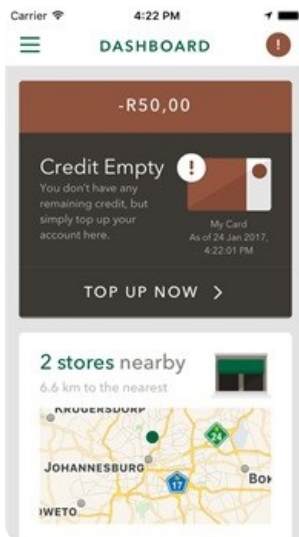 Carrier 4:22 PM
DASHBOARD !
-R50,00
Credit Empty !
You don't have any
remaining credit, but
simply top up your
account here.
My Card
As of 24 Jan 2017,
4:22:01 PM
TOP UP NOW >
2 stores nearby
6.6 km to the nearest
KRUGERSDORP
24
JOHANNESBURG
17
BOK
OWETO